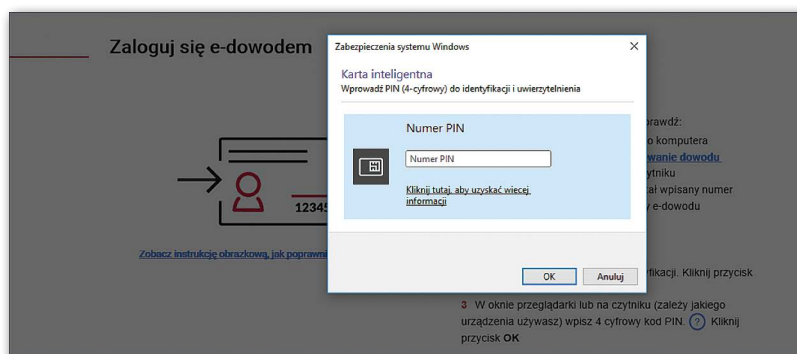 Zaloguj się e-dowodem
Zabezpieczenia systemu Windows
Karta inteligentna
Wprowadź PIN (4-cyfrowy) do identyfikacji i uwierzytelnienia
Numer PIN
Numer PIN
Kliknij tutaj, aby uzyskać wiecej
informacji
OK Anuluj
o komputera
wanie dowodu
ytniku
ał wpisany numer
y e-dowodu
12345
Zobacz instrukcję obrazkową, jak poprawni
fikacji. Kliknij przycisk
3 W oknie przeglądarki lub na czytniku (zależy jakiego
urządzenia używasz) wpisz 4 cyfrowy kod PIN. ? Kliknij
przycisk OK